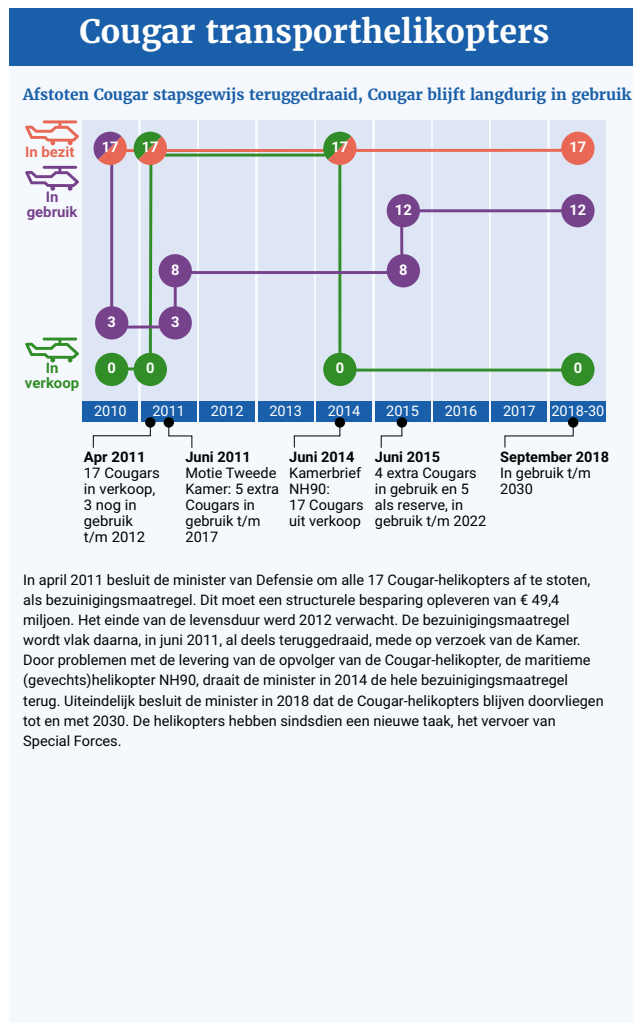 Cougar transporthelikopters
Afstoten Cougar stapsgewijs teruggedraaid, Cougar blijft langdurig in gebruik
In bezit
17
17
17
17
In
gebruik
12
12
8
8
3
3
In
verkoop
0
0
0
0
2010
2011
2012
2013
2014
2015
2016
2017
2018-30
Apr 2011
17 Cougars
in verkoop,
3 nog in
gebruik
t/m 2012
Juni 2011
Motie Tweede
Kamer: 5 extra
Cougars in
gebruik t/m
2017
Juni 2014
Kamerbrief
NH90:
17 Cougars
uit verkoop
Juni 2015
4 extra Cougars
in gebruik en 5
als reserve, in
gebruik t/m 2022
September 2018
In gebruik t/m
2030
In april 2011 besluit de minister van Defensie om alle 17 Cougar-helikopters af te stoten,
als bezuinigingsmaatregel. Dit moet een structurele besparing opleveren van € 49,4
miljoen. Het einde van de levensduur werd 2012 verwacht. De bezuinigingsmaatregel
wordt vlak daarna, in juni 2011, al deels teruggedraaid, mede op verzoek van de Kamer.
Door problemen met de levering van de opvolger van de Cougar-helikopter, de maritieme
(gevechts)helikopter NH90, draait de minister in 2014 de hele bezuinigingsmaatregel
terug. Uiteindelijk besluit de minister in 2018 dat de Cougar-helikopters blijven doorvliegen
tot en met 2030. De helikopters hebben sindsdien een nieuwe taak, het vervoer van
Special Forces.